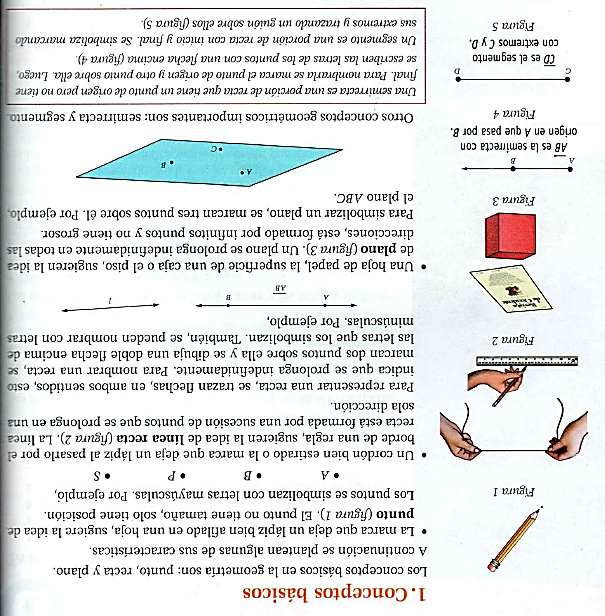 1. Conceptos básicos
Los conceptos básicos en la geometría son: punto, recta y plano.
A continuación se plantean algunas de sus características.
• La marca que deja un lápiz bien afilado en una hoja, sugiere la idea de
punto (figura 1). El punto no tiene tamaño, solo tiene posición.
Los puntos se simbolizan con letras mayúsculas. Por ejemplo,
• A • B • P • S
• Un cordón bien estirado o la marca que deja un lápiz al pasarlo por el
borde de una regla, sugieren la idea de línea recta (figura 2). La línea
recta está formada por una sucesión de puntos que se prolonga en una
sola dirección.
Para representar una recta, se trazan flechas, en ambos sentidos, esto
indica que se prolonga indefinidamente. Para nombrar una recta, se
marcan dos puntos sobre ella y se dibuja una doble flecha encima de
las letras que los simbolizan. También, se pueden nombrar con letras
minúsculas. Por ejemplo,
A B l
AB
• Una hoja de papel, la superficie de una caja o el piso, sugieren la idea
de plano (figura 3). Un plano se prolonga indefinidamente en todas las
direcciones, está formado por infinitos puntos y no tiene grosor.
Para simbolizar un plano, se marcan tres puntos sobre él. Por ejemplo,
el plano ABC.
A
B
C
Otros conceptos geométricos importantes son: semirrecta y segmento.
Una semirrecta es una porción de recta que tiene un punto de origen pero no tiene
final. Para nombrarla se marca el punto de origen y otro punto sobre ella. Luego,
se escriben las letras de los puntos con una flecha encima (figura 4).
Un segmento es una porción de recta con inicio y final. Se simboliza marcando
sus extremos y trazando un guión sobre ellos (figura 5).
Figura 1
Figura 2
Figura 3
A B
AB es la semirrecta con
origen en A que pasa por B.
Figura 4
C D
CD es el segmento
con extremos C y D.
Figura 5